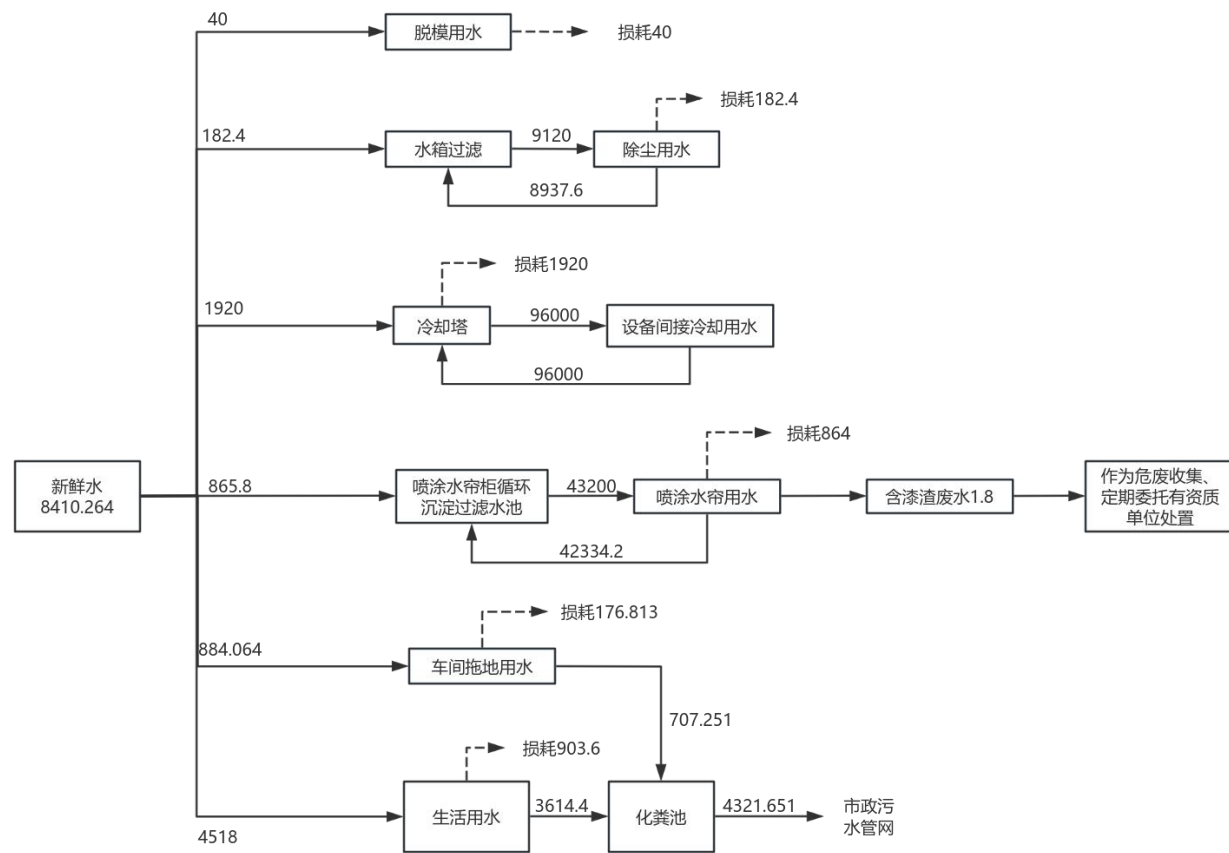 40
脱模用水
损耗40
损耗182.4
182.4
水箱过滤
9120
除尘用水
8937.6
损耗1920
1920
冷却塔
96000
设备间接冷却用水
96000
损耗864
新鲜水
8410.264
865.8
喷涂水帘柜循环
沉淀过滤水池
43200
喷涂水帘用水
含漆渣废水1.8
作为危废收集、
定期委托有资质
单位处置
42334.2
损耗176.813
884.064
车间拖地用水
707.251
损耗903.6
4518
生活用水
3614.4
化粪池
4321.651
市政污
水管网